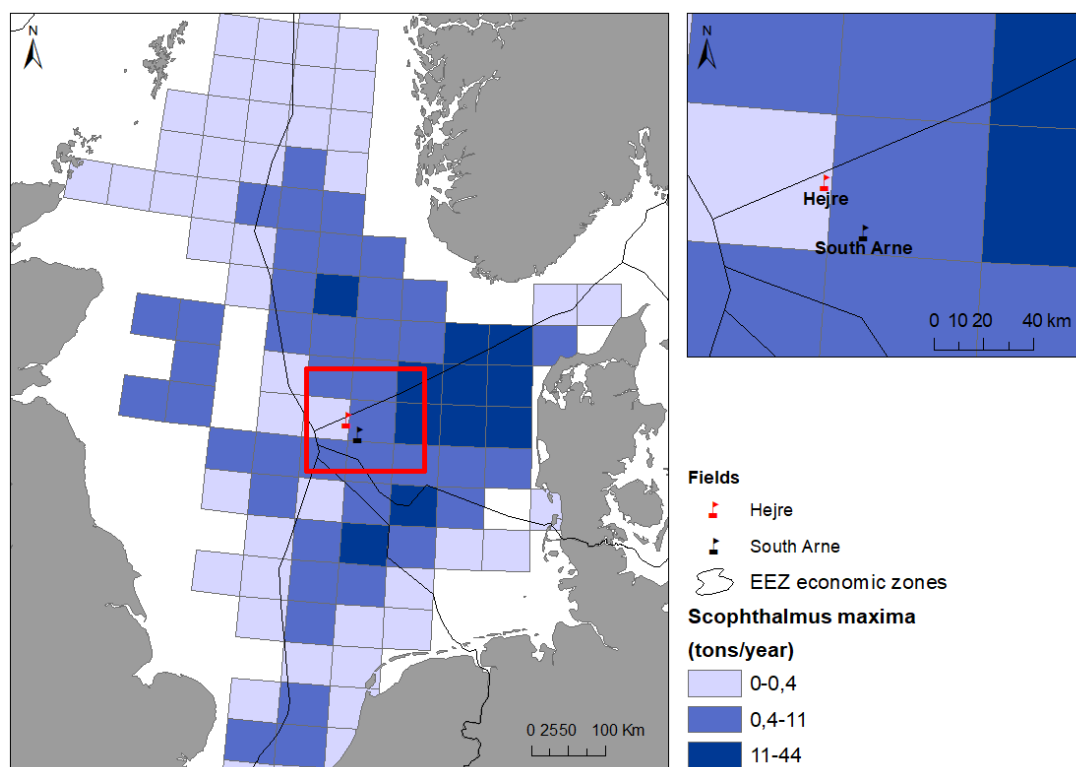 N
0 2550 100 Km
N
Hejre
South Arne
0 10 20 40 km
Fields
Hejre
South Arne
EEZ economic zones
Scophthalmus maxima
(tons/year)
0-0,4
0,4-11
11-44